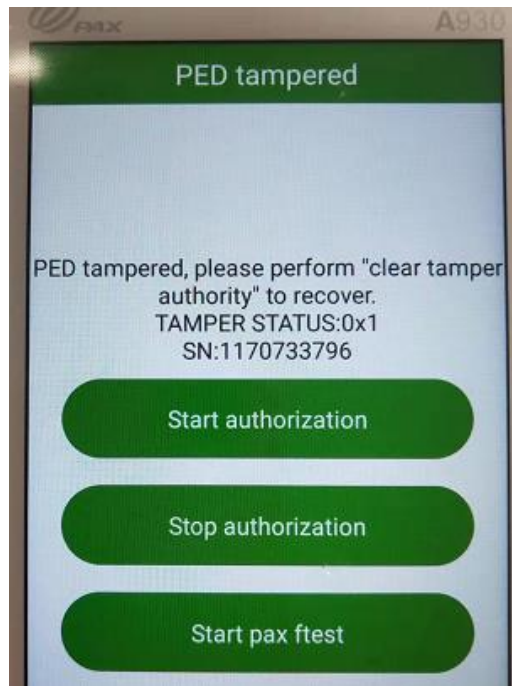 PAX A930
PED tampered
PED tampered, please perform "clear tamper
authority" to recover.
TAMPER STATUS:0x1
SN:1170733796
Start authorization
Stop authorization
Start pax ftest